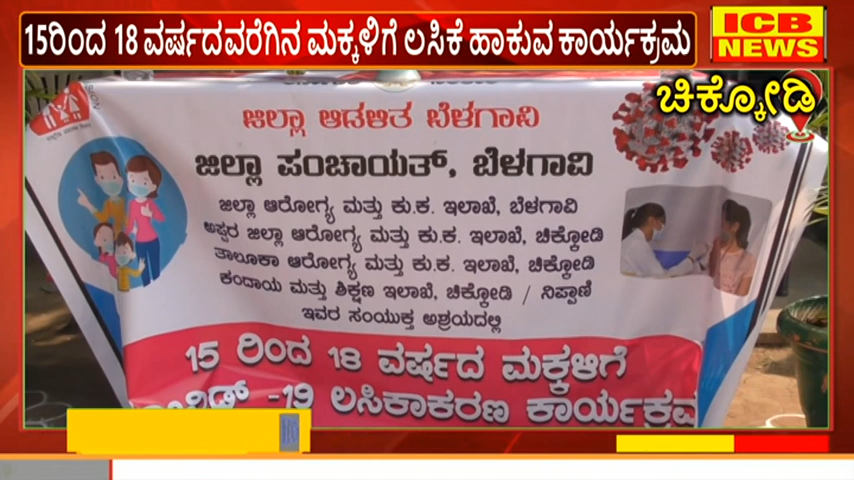 15ರಿಂದ 18 ವರ್ಷದವರೆಗಿನ ಮಕ್ಕಳಿಗೆ ಲಸಿಕೆ ಹಾಕುವ ಕಾರ್ಯಕ್ರಮ
ICB
NEWS
ಚಿಕ್ಕೋಡಿ
ಜಿಲ್ಲಾ ಆಡಳಿತ ಬೆಳಗಾವಿ
ಜಿಲ್ಲಾ ಪಂಚಾಯತ್, ಬೆಳಗಾವಿ
ಜಿಲ್ಲಾ ಆರೋಗ್ಯ ಮತ್ತು ಕು.ಕ. ಇಲಾಖೆ, ಬೆಳಗಾವಿ
ಅಪ್ಪರ ಜಿಲ್ಲಾ ಆರೋಗ್ಯ ಮತ್ತು ಕು.ಕ. ಇಲಾಖೆ, ಚಿಕ್ಕೋಡಿ
ತಾಲೂಕಾ ಆರೋಗ್ಯ ಮತ್ತು ಕು.ಕ. ಇಲಾಖೆ, ಚಿಕ್ಕೋಡಿ
ಕಂದಾಯ ಮತ್ತು ಶಿಕ್ಷಣ ಇಲಾಖೆ, ಚಿಕ್ಕೋಡಿ / ನಿಪ್ಪಾಣಿ
ಇವರ ಸಂಯುಕ್ತ ಆಶ್ರಯದಲ್ಲಿ
15 ರಿಂದ 18 ವರ್ಷದ ಮಕ್ಕಳಿಗೆ
-19 ಲಸಿಕಾಕರಣ ಕಾರ್ಯಕ್ರಮ